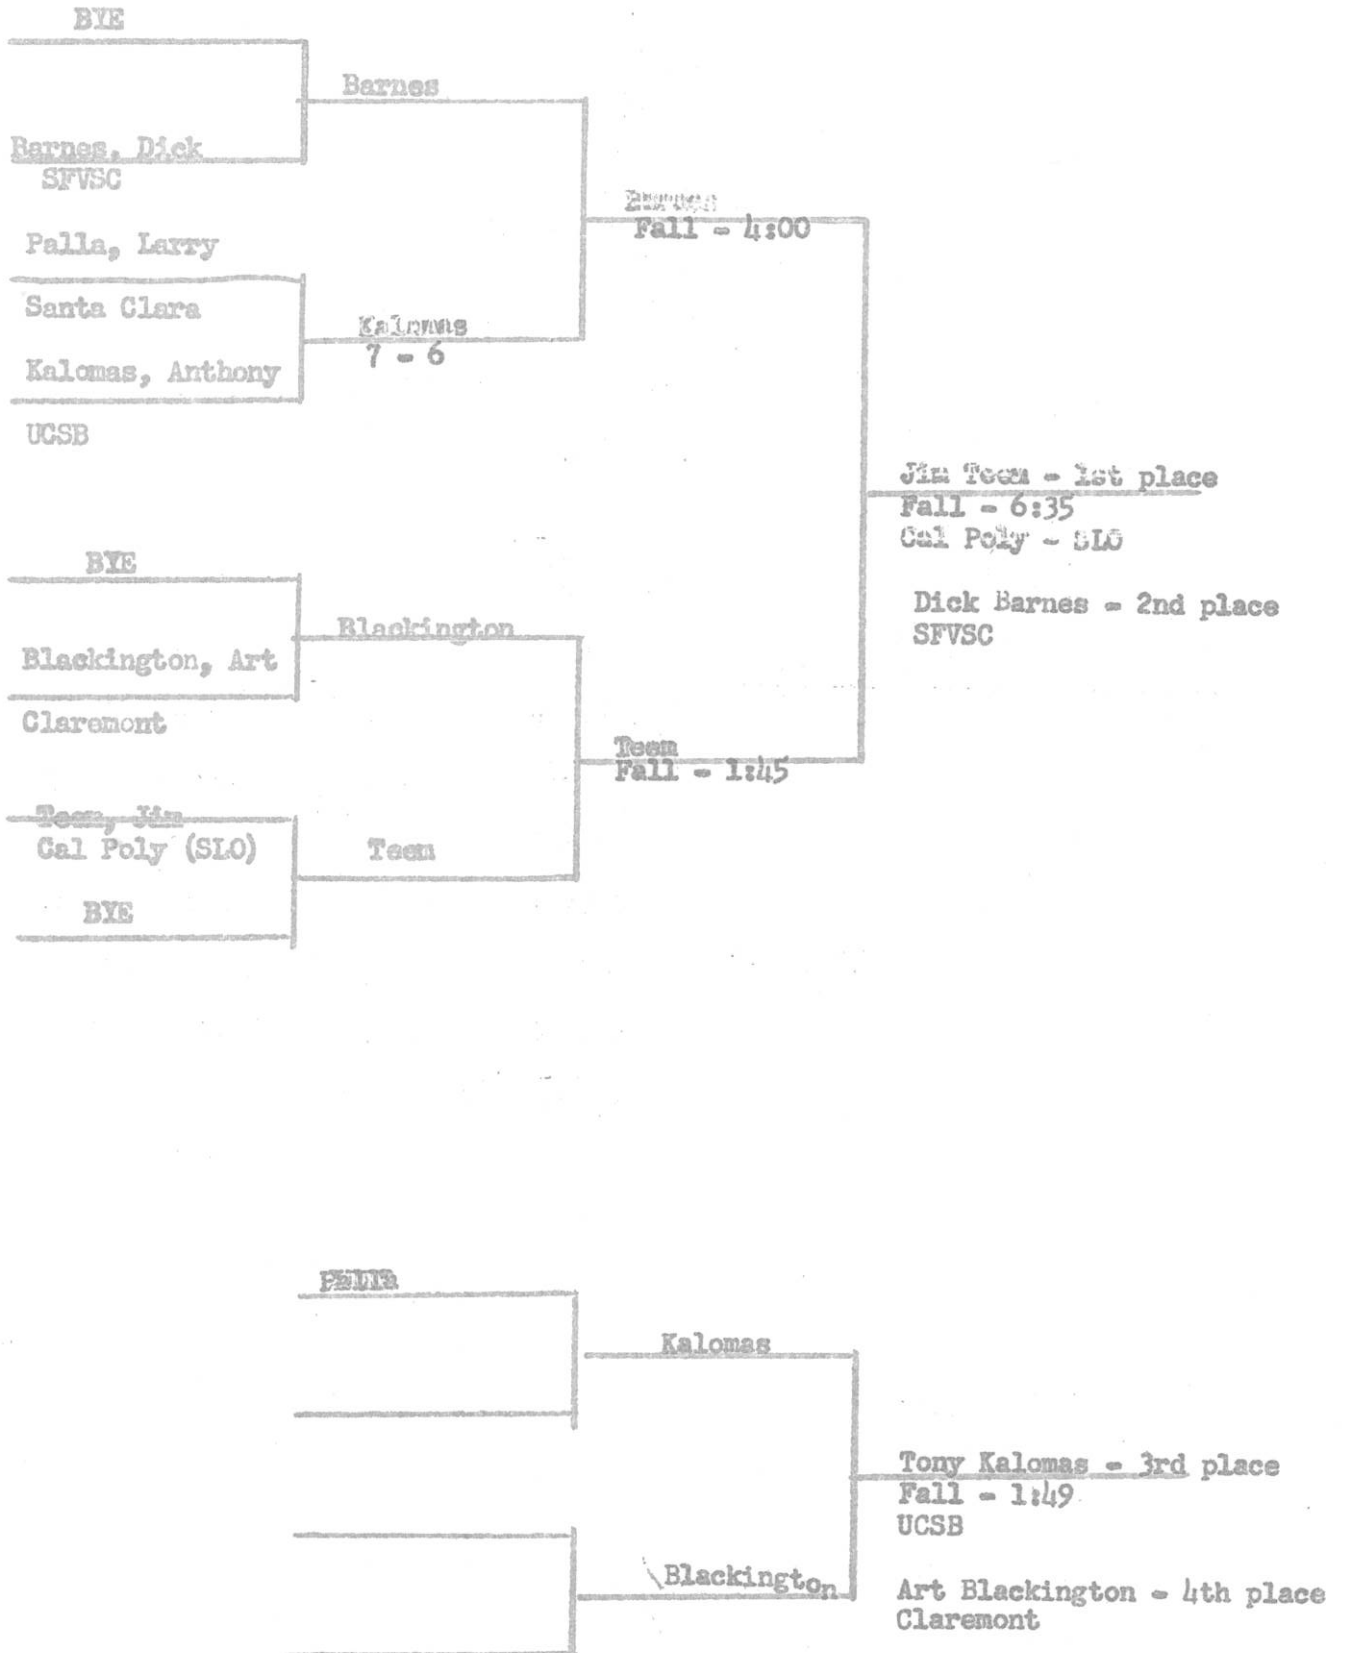 BYE
Barnes
Barnes, Dick
SFVSC
Barnes
Fall - 4:00
Palla, Larry
Santa Clara
Kalomas
7 - 6
Kalomas, Anthony
UCSB
Jim Teem - 1st place
Fall - 6:35
Cal Poly - SLO
Dick Barnes - 2nd place
SFVSC
BYE
Blackington
Blackington, Art
Claremont
Teem
Fall - 1:45
Teem, Jim
Cal Poly (SLO)
Teem
BYE
Palla
Kalomas
Tony Kalomas - 3rd place
Fall - 1:49
UCSB
Blackington
Art Blackington - 4th place
Claremont